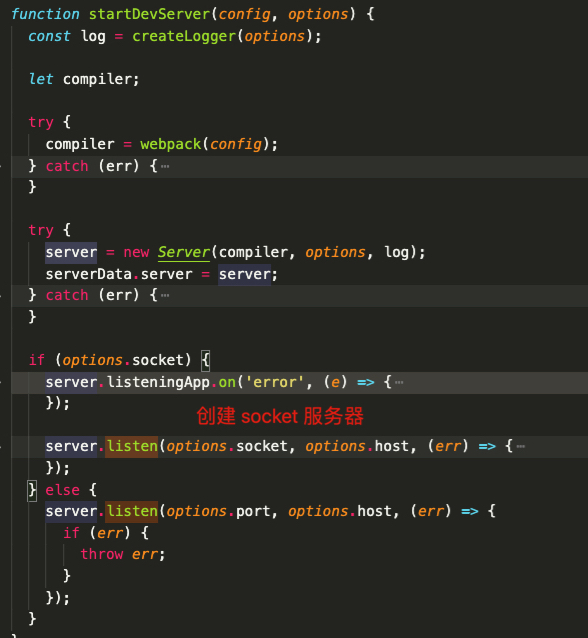 function startDevServer(config, options) {
const log = createLogger(options);
let compiler;
try {
compiler = webpack(config);
} catch (err) {⋯
}
try {
server = new Server(compiler, options, log);
serverData.server = server;
} catch (err) {⋯
}
if (options.socket) {
server.listeningApp.on('error', (e) => {⋯
});
创建 socket 服务器
server.listen(options.socket, options.host, (err) => {⋯
});
} else {
server.listen(options.port, options.host, (err) => {
if (err) {
throw err;
}
});
}
}